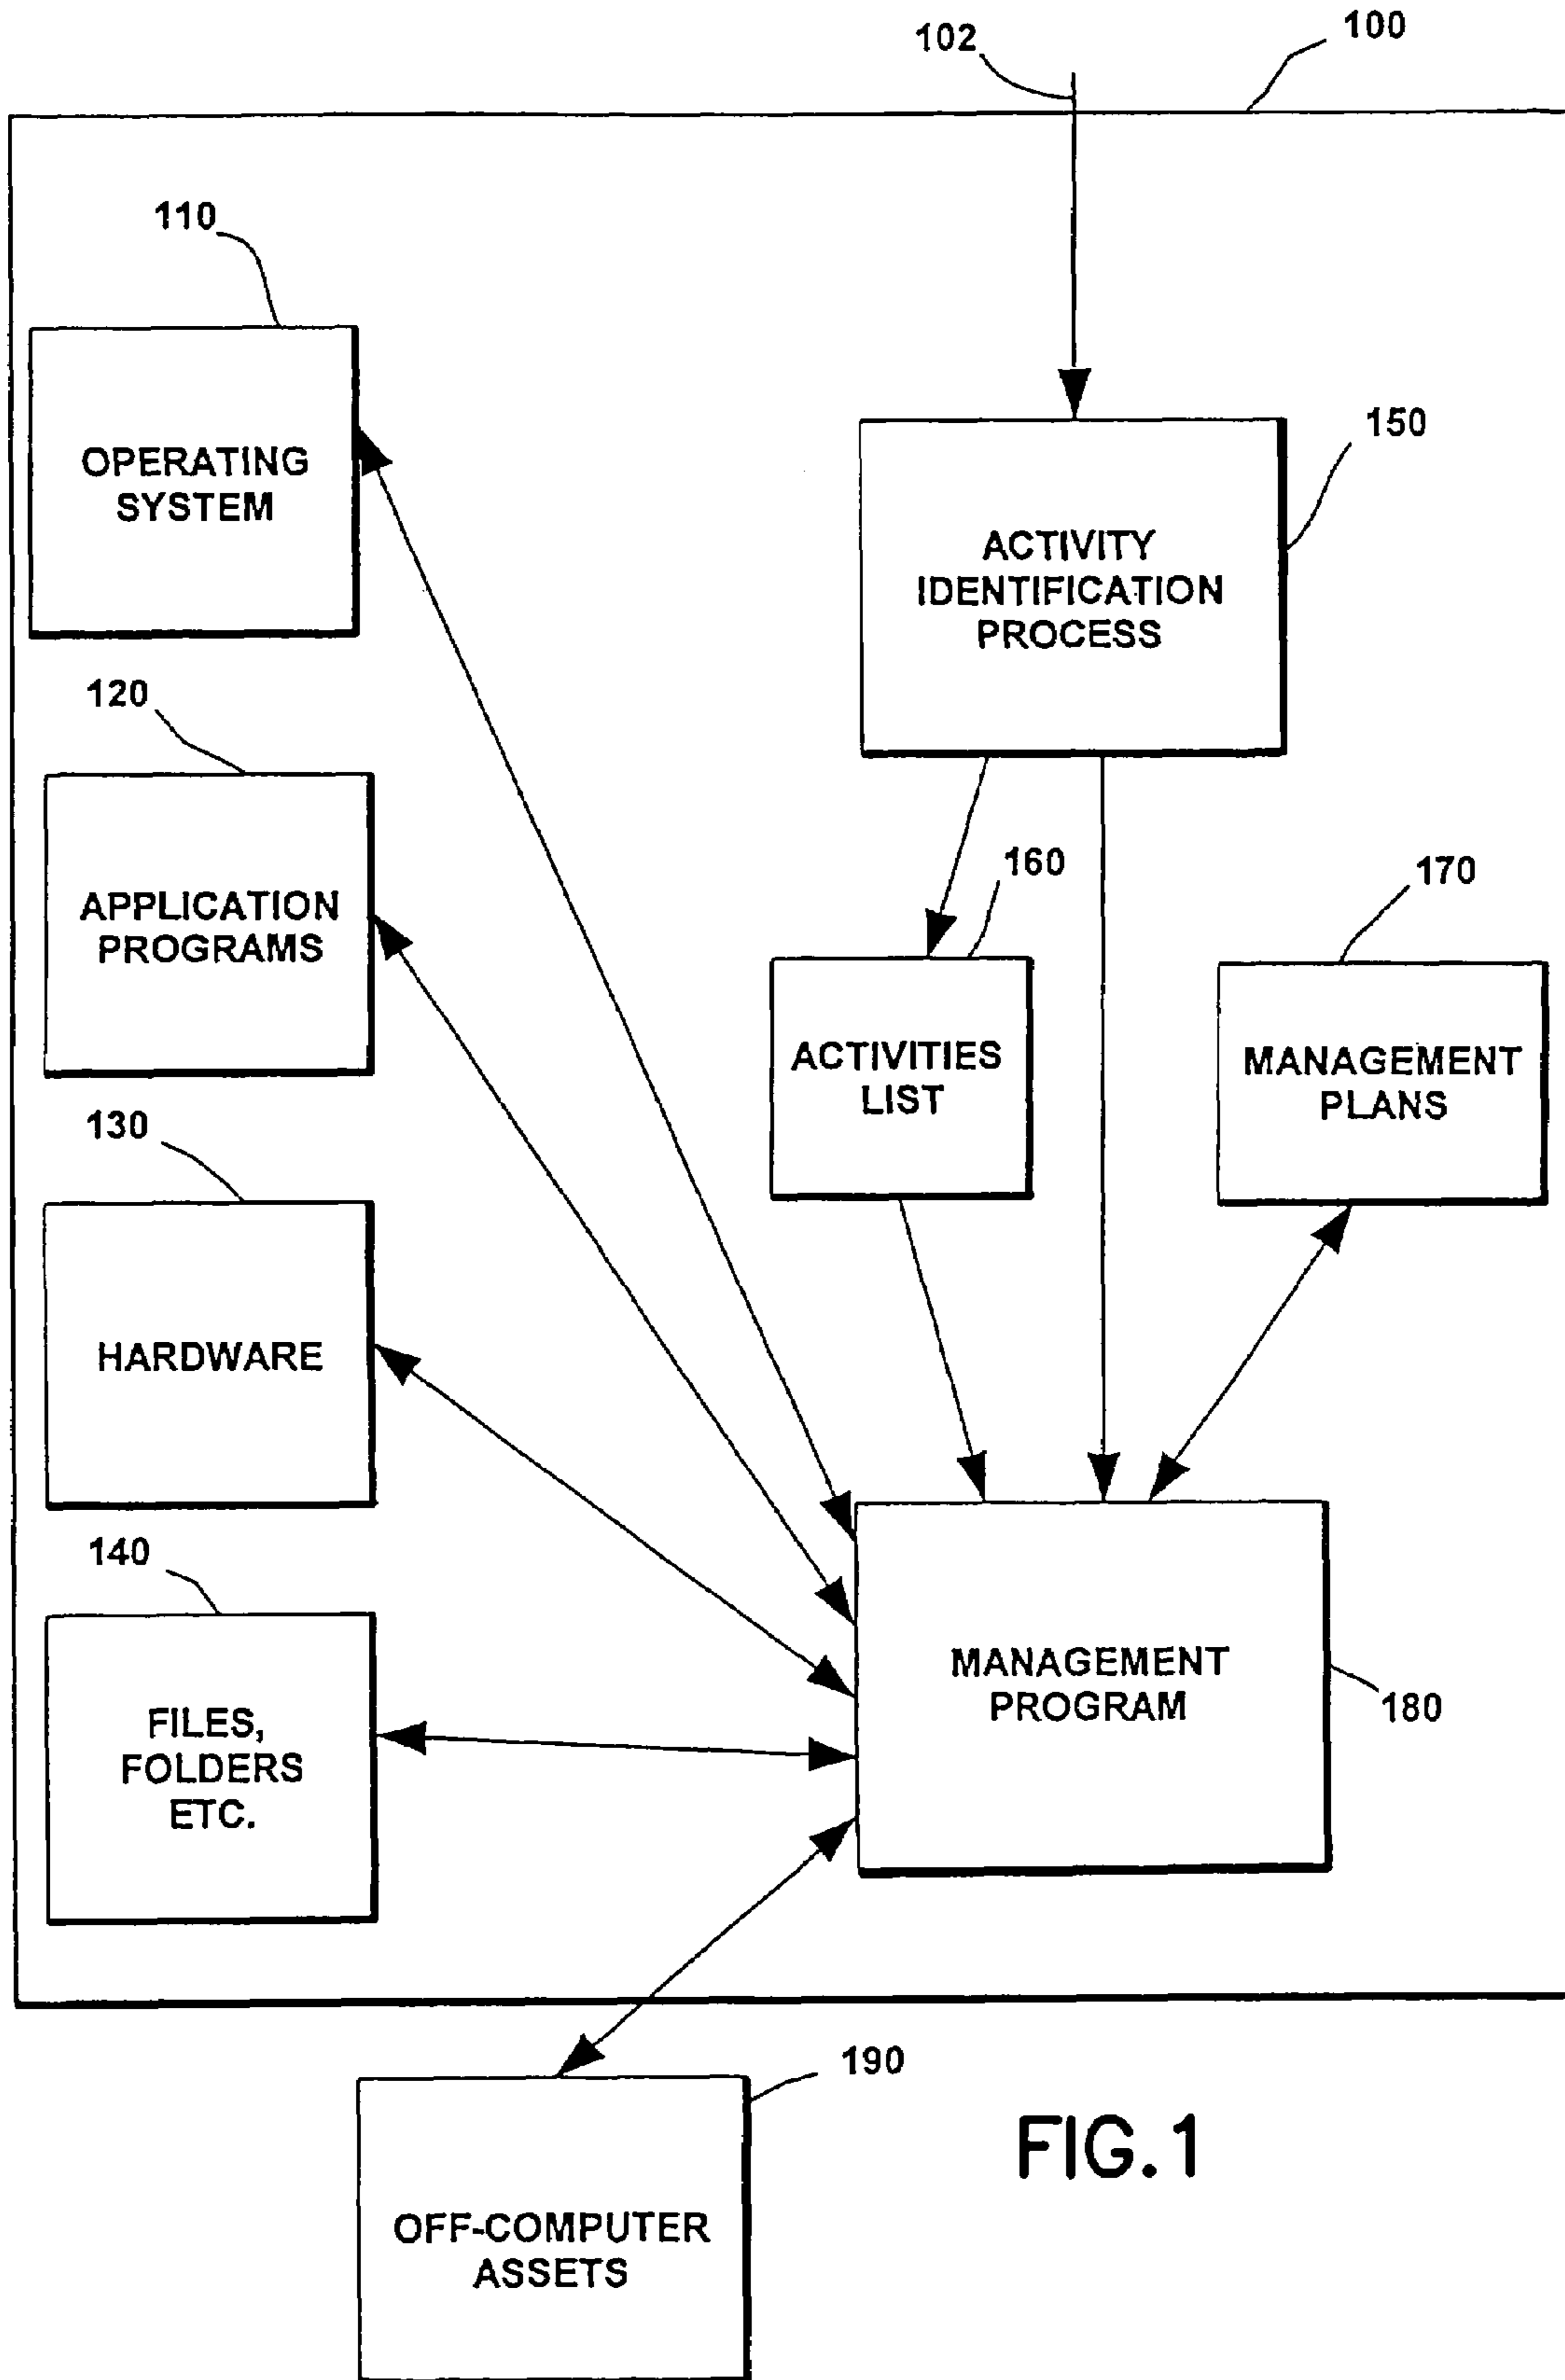 102
100
110
OPERATING
SYSTEM
150
ACTIVITY
IDENTIFICATION
PROCESS
120
APPLICATION
PROGRAMS
160
170
ACTIVITIES
LIST
MANAGEMENT
PLANS
130
HARDWARE
140
FILES,
FOLDERS
ETC.
MANAGEMENT
PROGRAM
180
190
OFF-COMPUTER
ASSETS
FIG.1